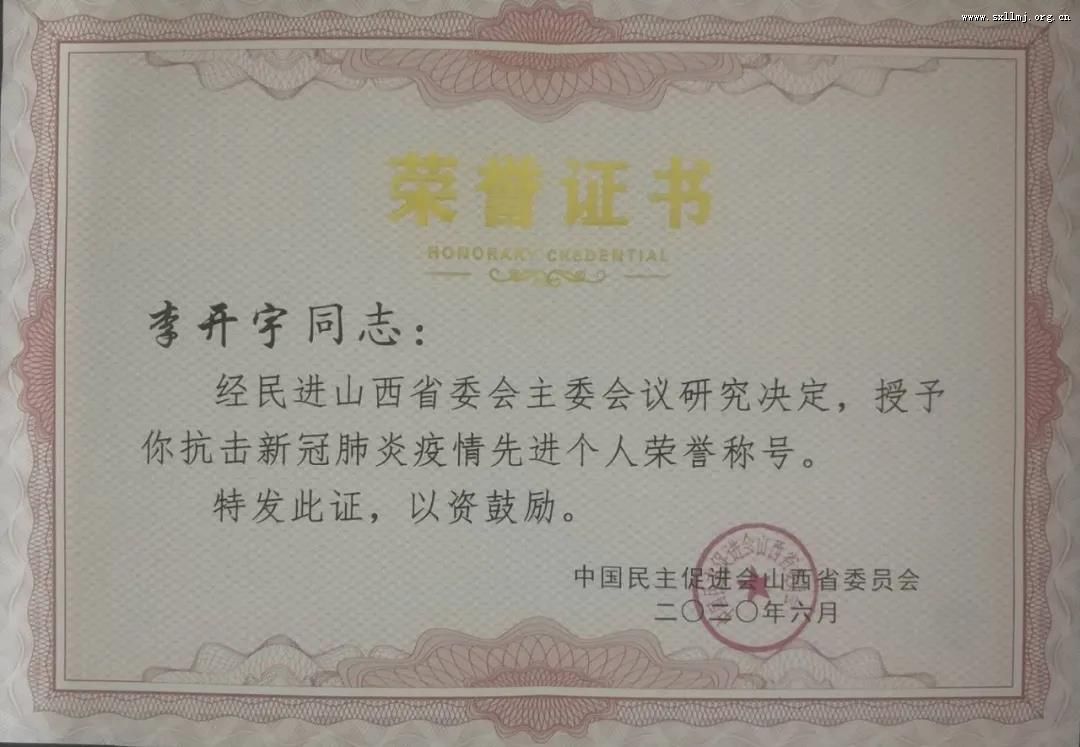 www.sxllmj.org.cn
荣誉证书
HONORARY CREDENTIAL
李开宇同志：
经民进山西省委会主委会议研究决定，授予
你抗击新冠肺炎疫情先进个人荣誉称号。
特发此证，以资鼓励。
中国民主促进会山西省委员会
二〇二〇年六月